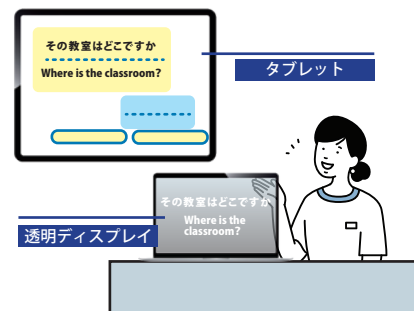 その教室はどこですか
Where is the classroom?
タブレット
その教室はどこですか
Where is the
classroom?
透明ディスプレイ